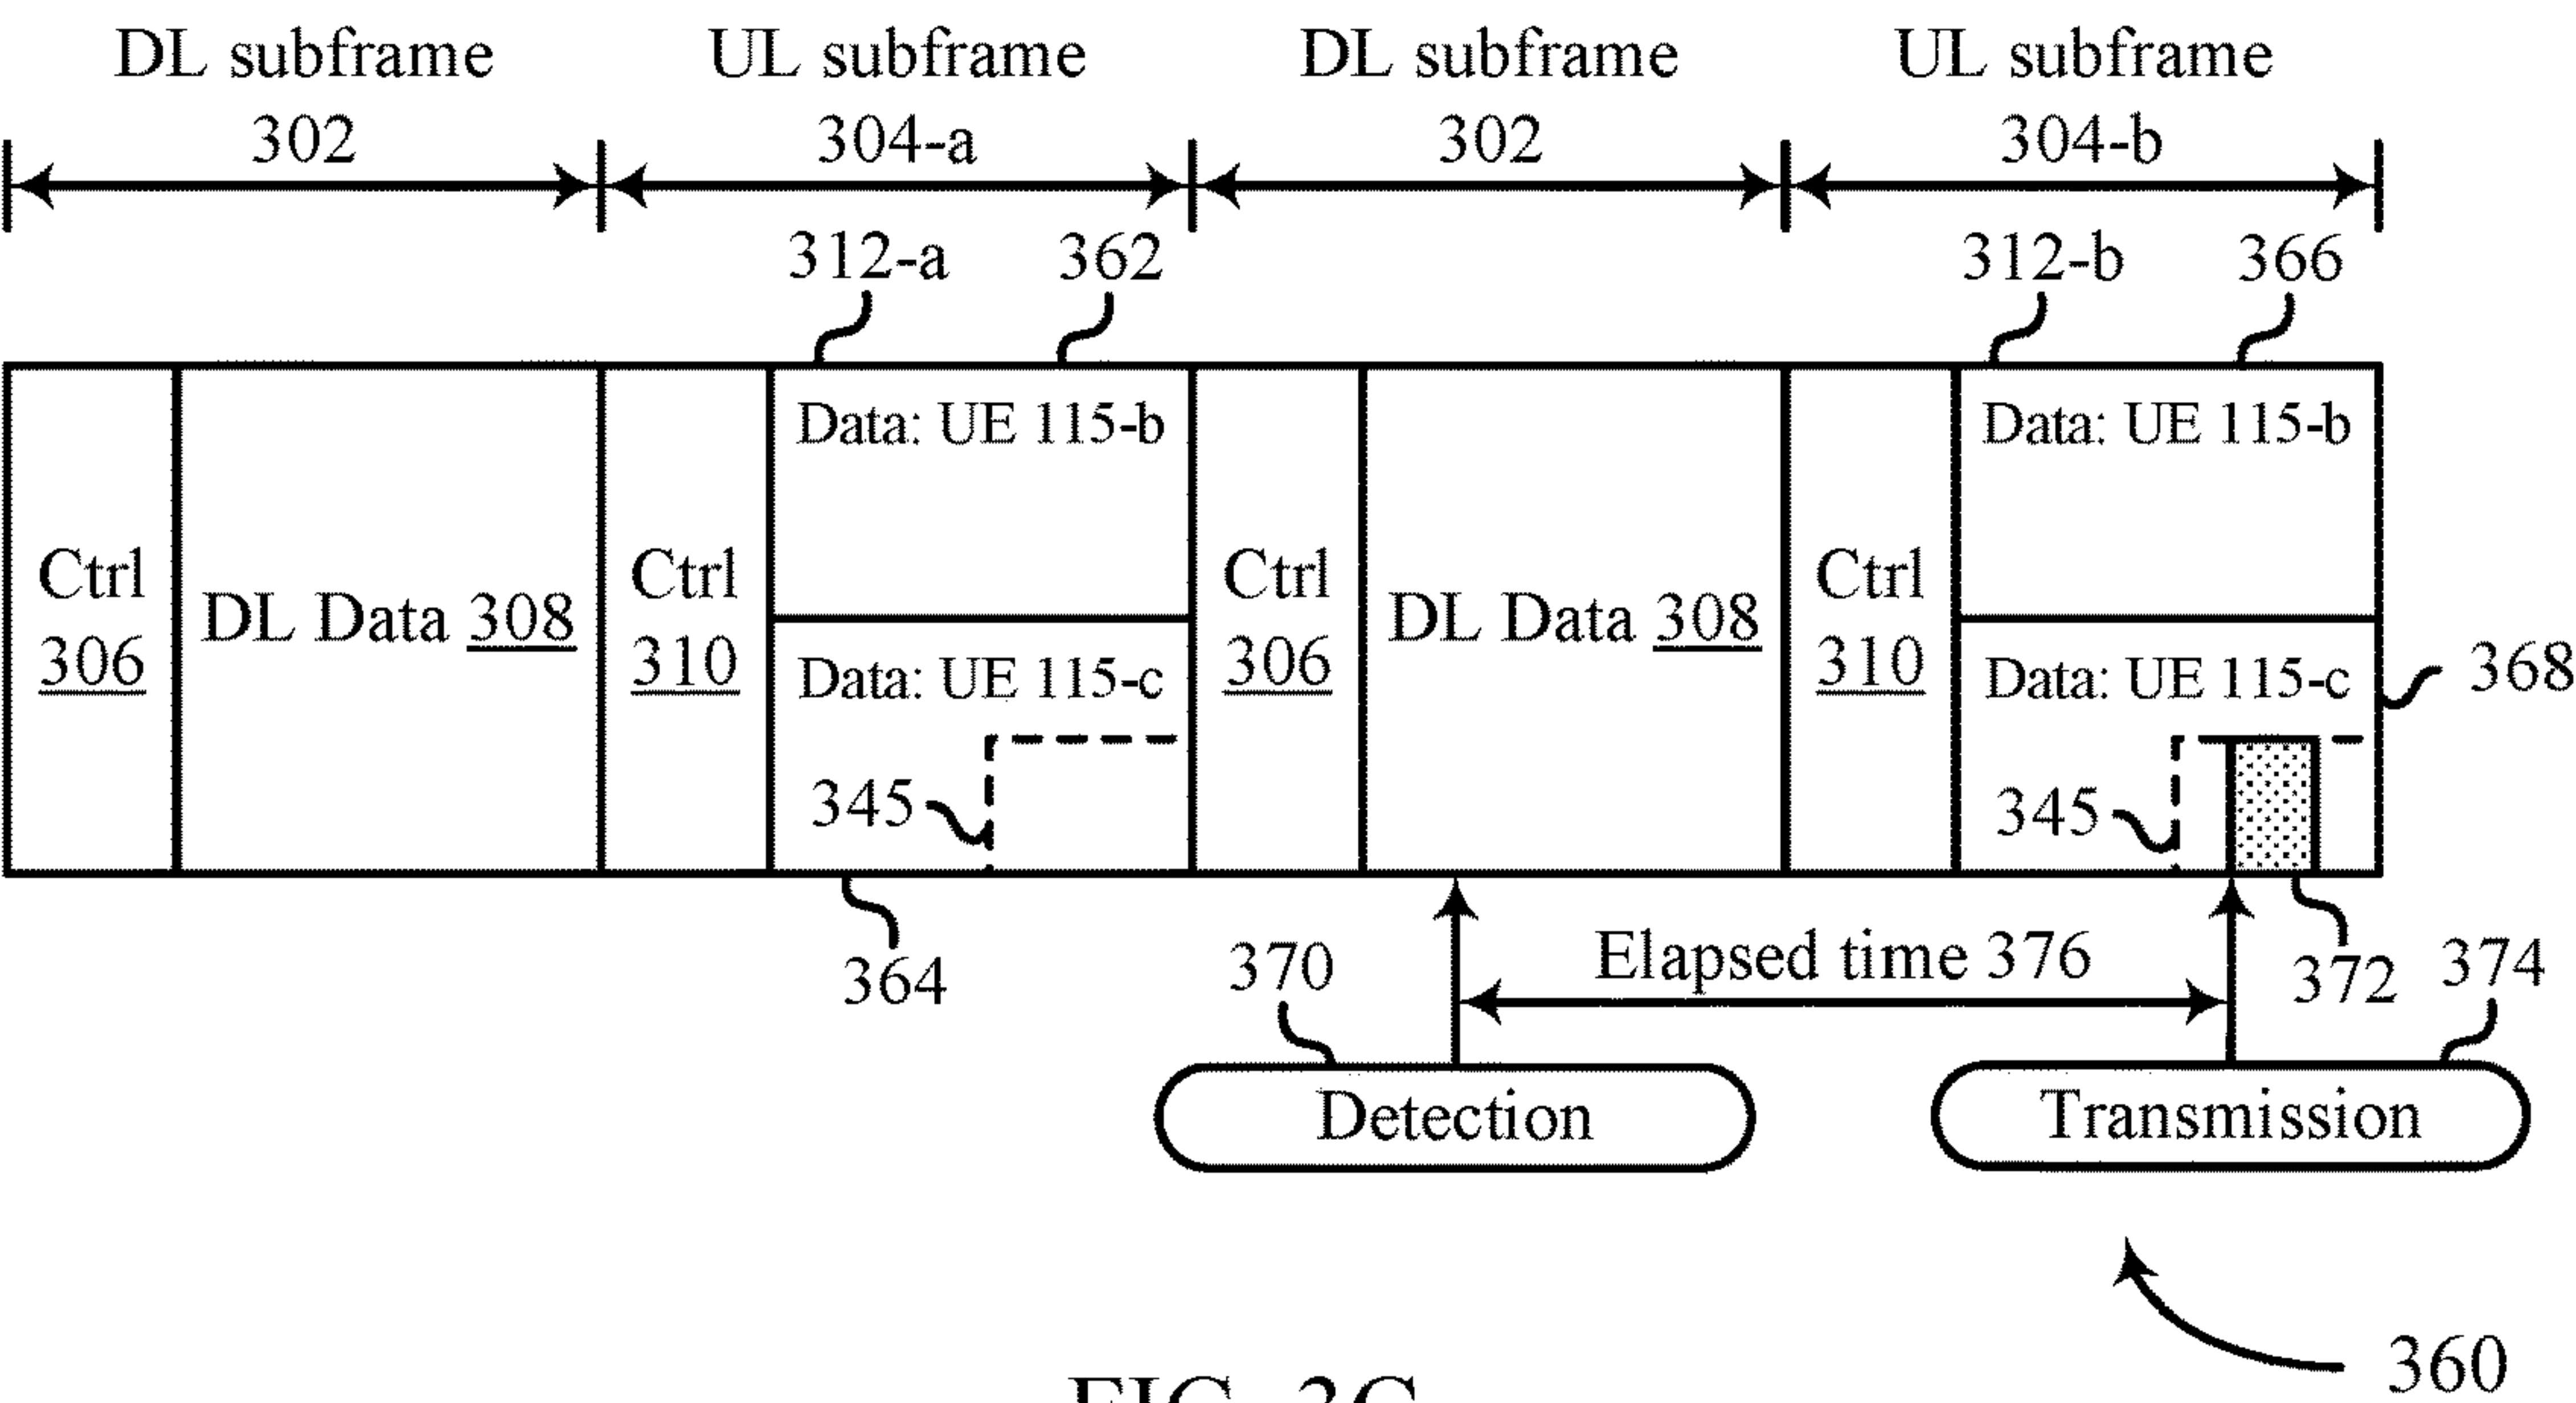 DL subframe
302
UL subframe
304-a
DL subframe
302
UL subframe
304-b
312-a
362
312-b
366
Ctrl
306
DL Data 308
Ctrl
310
Data: UE 115-b
Data: UE 115-c
345
Ctrl
306
DL Data 308
Ctrl
310
Data: UE 115-b
Data: UE 115-c
345
368
364
370
Elapsed time 376
372
374
Detection
Transmission
360
FIG. 3C